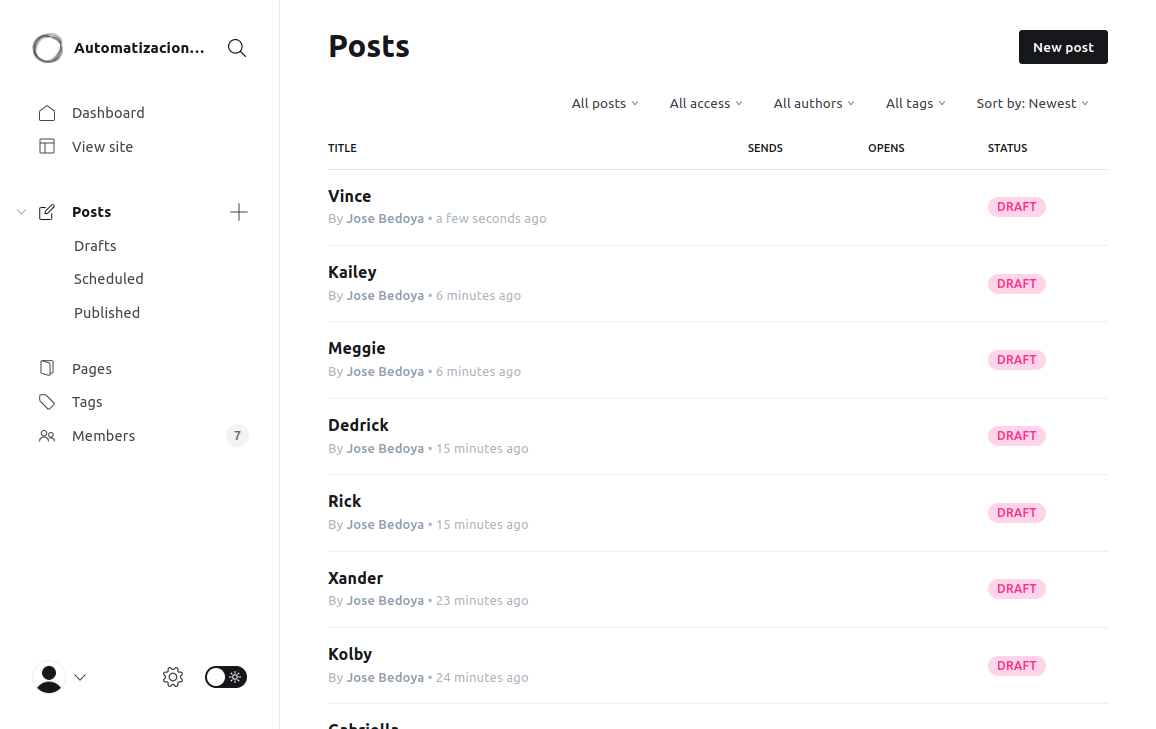 Automatizacion...
Dashboard
View site
Posts
Drafts
Scheduled
Published
Pages
Tags
Members 7
Posts
New post
All posts All access All authors All tags Sort by: Newest
TITLE SENDS OPENS STATUS
Vince
By Jose Bedoya • a few seconds ago
DRAFT
Kailey
By Jose Bedoya • 6 minutes ago
DRAFT
Meggie
By Jose Bedoya • 6 minutes ago
DRAFT
Dedrick
By Jose Bedoya • 15 minutes ago
DRAFT
Rick
By Jose Bedoya • 15 minutes ago
DRAFT
Xander
By Jose Bedoya • 23 minutes ago
DRAFT
Kolby
By Jose Bedoya • 24 minutes ago
DRAFT
Gabriella